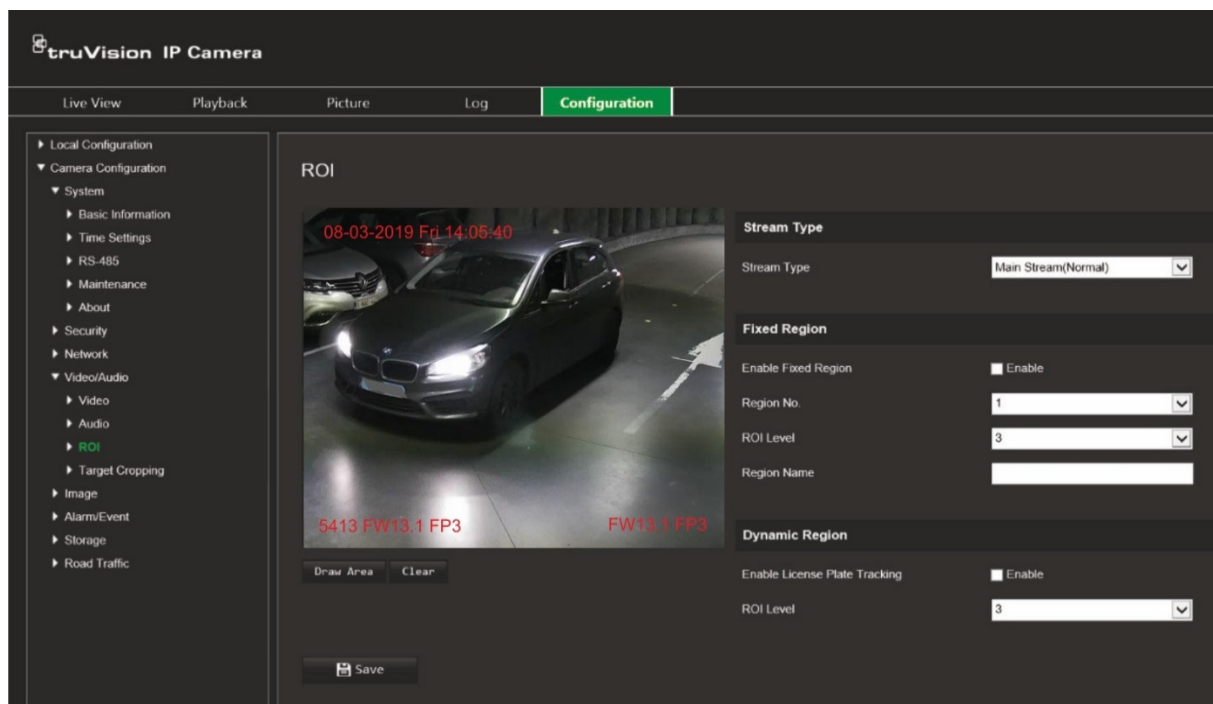 truVision IP Camera
Live View Playback Picture Log Configuration
Local Configuration
Camera Configuration
System
Basic Information
Time Settings
RS-485
Maintenance
About
Security
Network
Video/Audio
Video
Audio
ROI
Target Cropping
Image
Alarm/Event
Storage
Road Traffic
ROI
08-03-2019 Fri 14:05:40
5413 FW13.1 FP3 FW13.1 FP3
Draw Area Clear
Save
Stream Type
Stream Type Main Stream(Normal)
Fixed Region
Enable Fixed Region Enable
Region No. 1
ROI Level 3
Region Name
Dynamic Region
Enable License Plate Tracking Enable
ROI Level 3